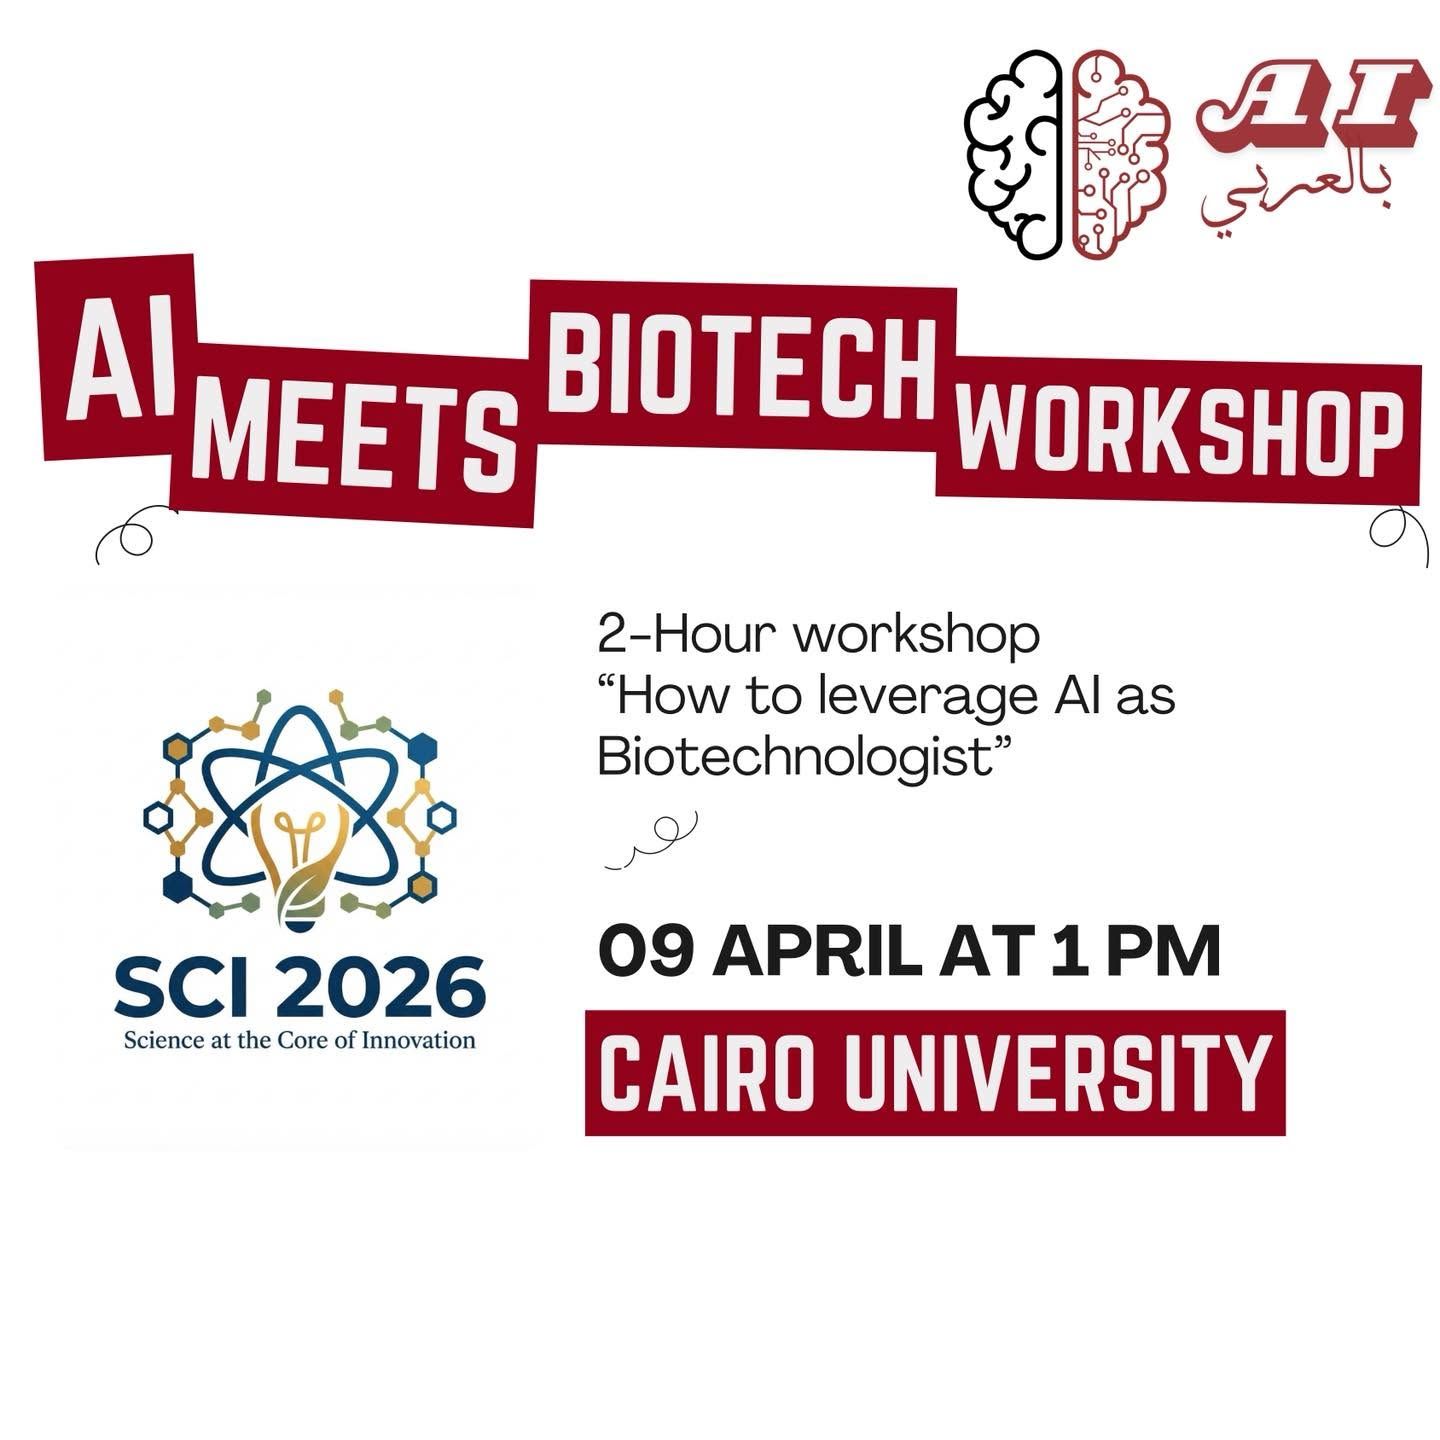 AI
بالعربي
AI MEETS BIOTECH WORKSHOP
2-Hour workshop
“How to leverage AI as
Biotechnologist”
09 APRIL AT 1 PM
CAIRO UNIVERSITY
SCI 2026
Science at the Core of Innovation